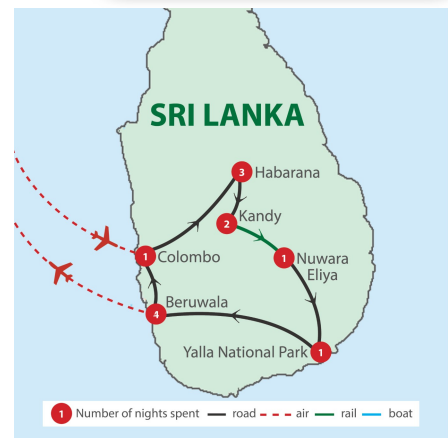 SRI LANKA
3 Habarana
2 Kandy
1 Colombo
1 Nuwara
Eliya
Beruwala
4
Yalla National Park 1
1 Number of nights spent road air rail boat